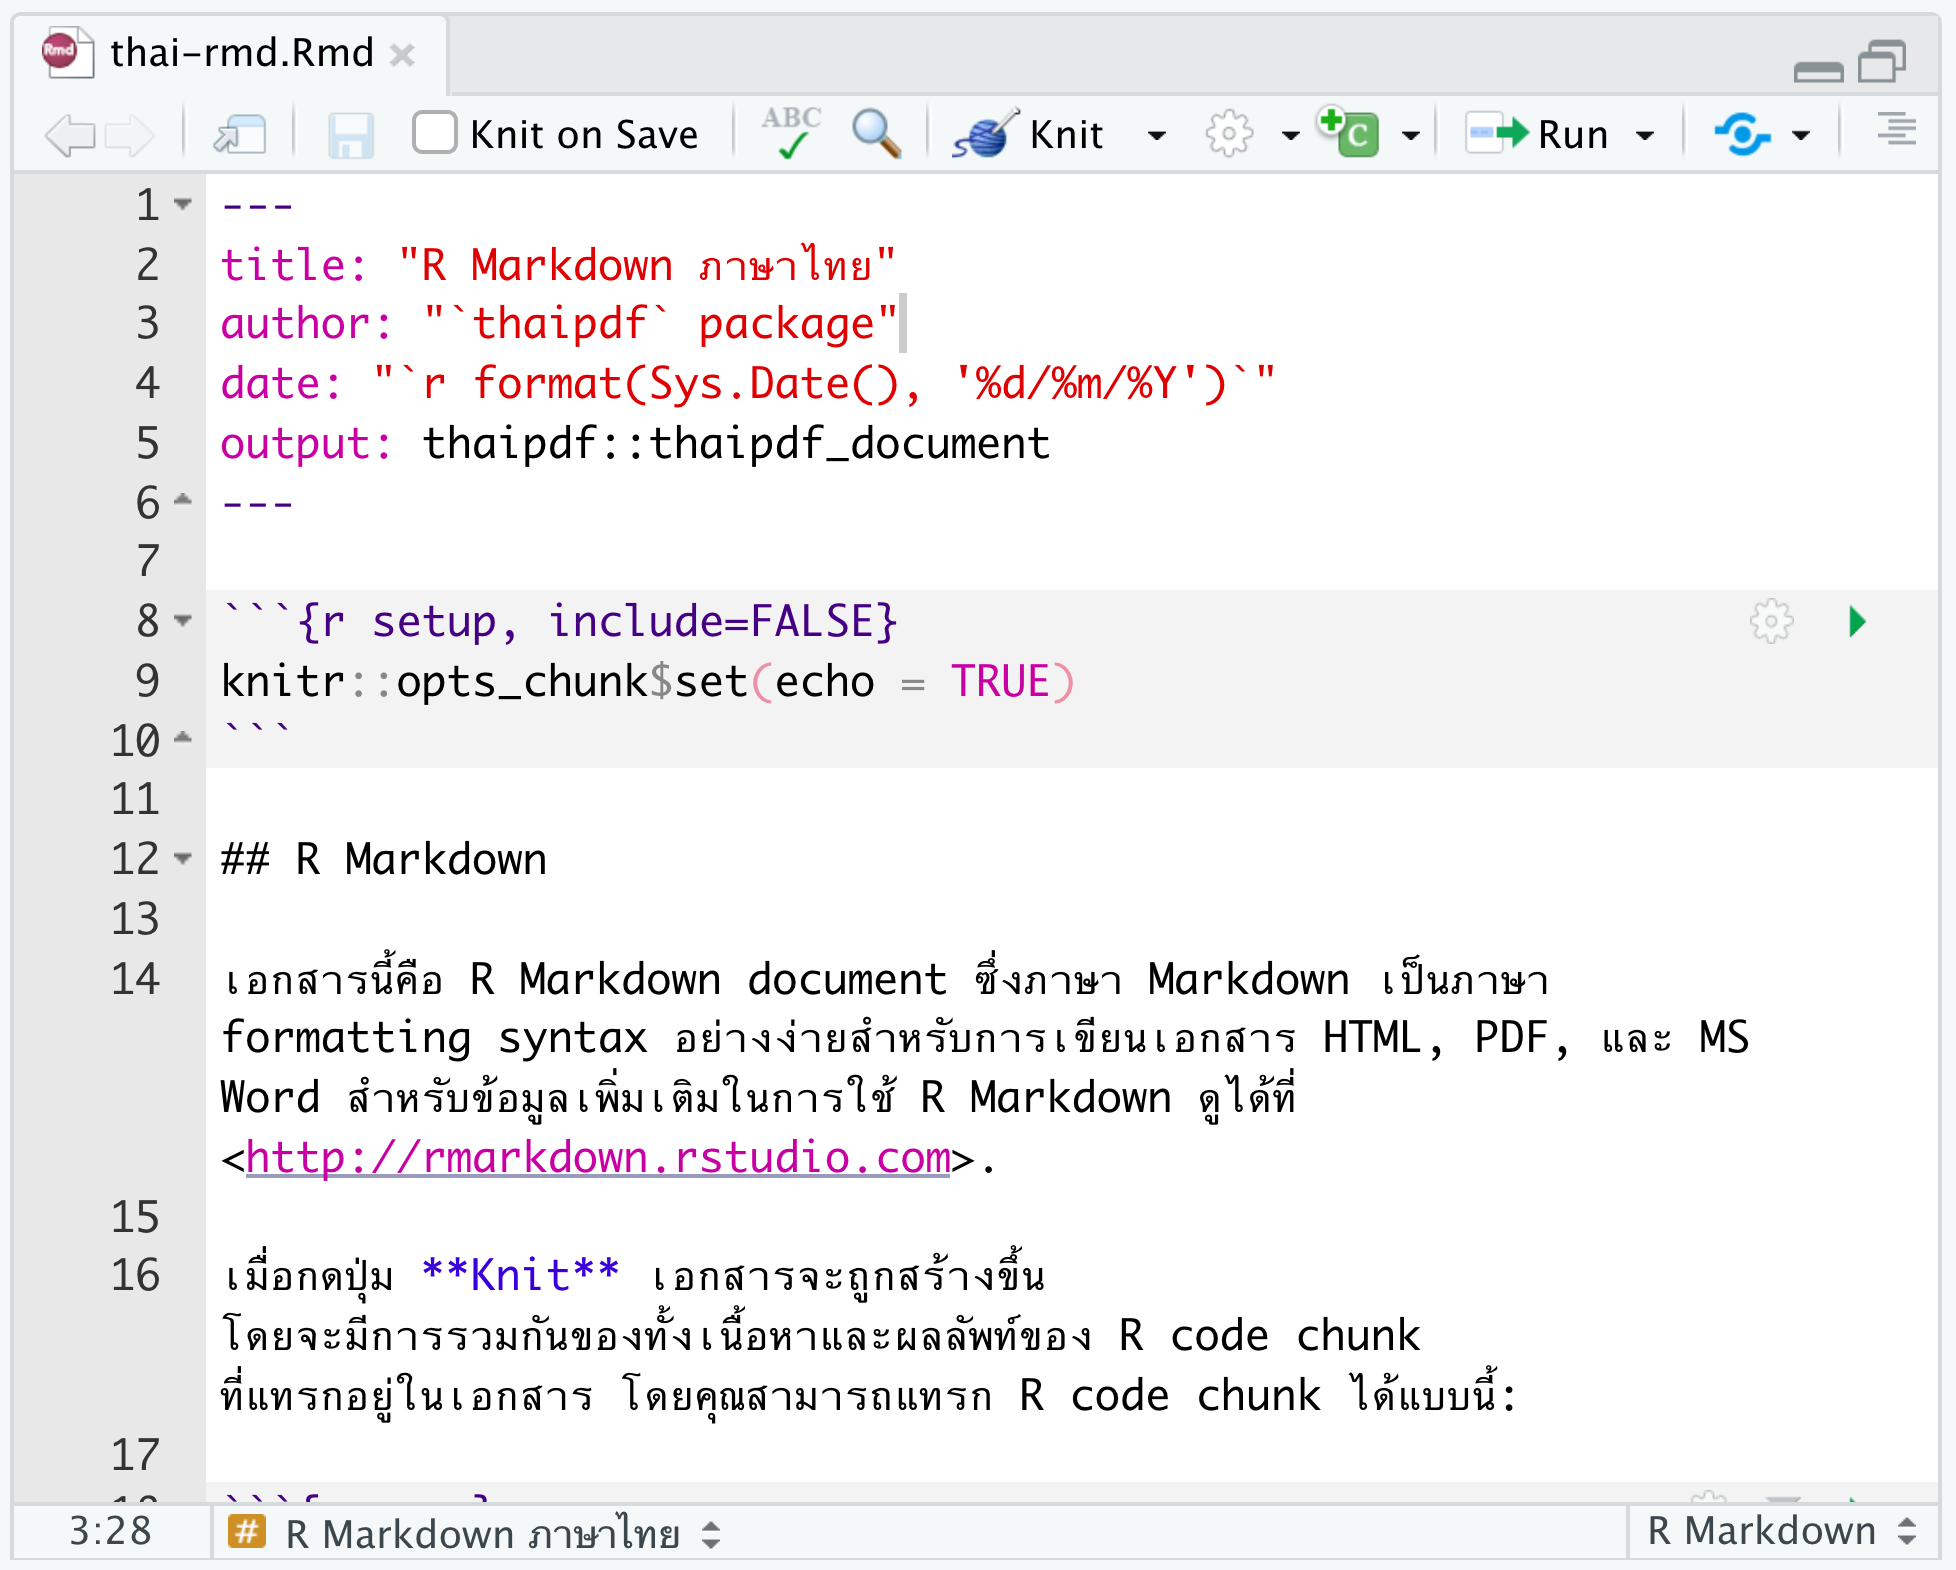 thai-rmd.Rmd
Knit on Save ABC Knit Run
1 ---
2 title: "R Markdown ภาษาไทย"
3 author: "`thaipdf` package"
4 date: "`r format(Sys.Date(), '%d/%m/%Y')`"
5 output: thaipdf::thaipdf_document
6 ---
7
8 ```{r setup, include=FALSE}
9 knitr::opts_chunk$set(echo = TRUE)
10 ```
11
12 ## R Markdown
13
14 เอกสารนี้คือ R Markdown document ซึ่งภาษา Markdown เป็นภาษา
formatting syntax อย่างง่ายสำหรับการเขียนเอกสาร HTML, PDF, และ MS
Word สำหรับข้อมูลเพิ่มเติมในการใช้ R Markdown ดูได้ที่
<http://rmarkdown.rstudio.com>.
15
16 เมื่อกดปุ่ม **Knit** เอกสารจะถูกสร้างขึ้น
โดยจะมีการรวมกันของทั้งเนื้อหาและผลลัพท์ของ R code chunk
ที่แทรกอยู่ในเอกสาร โดยคุณสามารถแทรก R code chunk ได้แบบนี้:
17
3:28 # R Markdown ภาษาไทย R Markdown